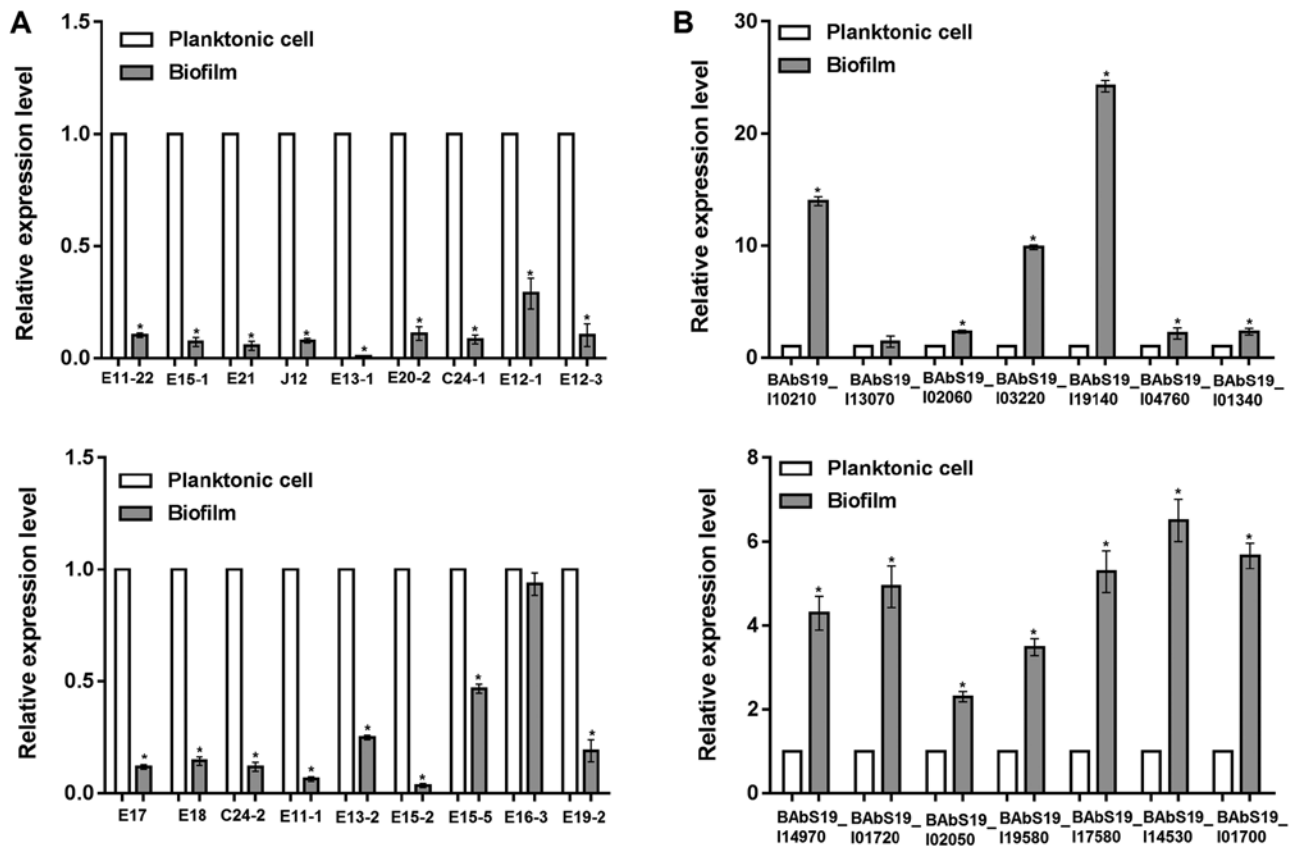 A
Relative expression level
1.5
1.0
0.5
0.0
Planktonic cell
Biofilm
* * * * * * * * *
E11-22 E15-1 E21 J12 E13-1 E20-2 C24-1 E12-1 E12-3
B
Relative expression level
30
20
10
0
Planktonic cell
Biofilm
* * * * * *
BAbS19_ BAbS19_ BAbS19_ BAbS19_ BAbS19_ BAbS19_ BAbS19_
I10210 I13070 I02060 I03220 I19140 I04760 I01340
Relative expression level
1.5
1.0
0.5
0.0
Planktonic cell
Biofilm
* * * * * * * *
E17 E18 C24-2 E11-1 E13-2 E15-2 E15-5 E16-3 E19-2
Relative expression level
8
6
4
2
0
Planktonic cell
Biofilm
* * * * * * *
BAbS19_ BAbS19_ BAbS19_ BAbS19_ BAbS19_ BAbS19_ BAbS19_
I14970 I01720 I02050 I19580 I17580 I14530 I01700